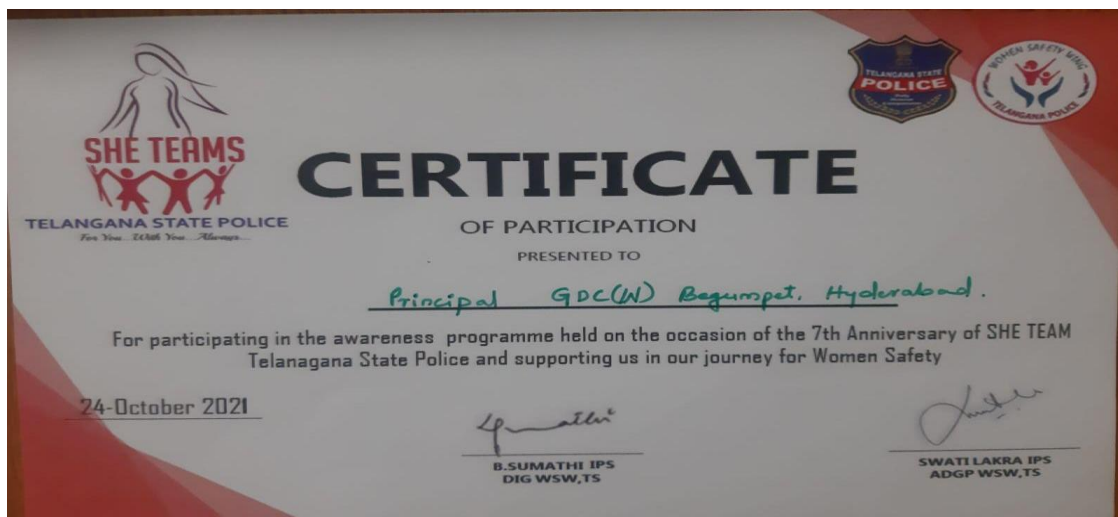 SHE TEAMS
TELANGANA STATE POLICE
For You... With You... Always...
TELANGANA STATE
POLICE
WOMEN SAFETY WING
TELANGANA POLICE
CERTIFICATE
OF PARTICIPATION
PRESENTED TO
Principal GDC(W) Begumpet, Hyderabad.
For participating in the awareness programme held on the occasion of the 7th Anniversary of SHE TEAM
Telanagana State Police and supporting us in our journey for Women Safety
24-October 2021
B.SUMATHI IPS
DIG WSW,TS
SWATI LAKRA IPS
ADGP WSW,TS